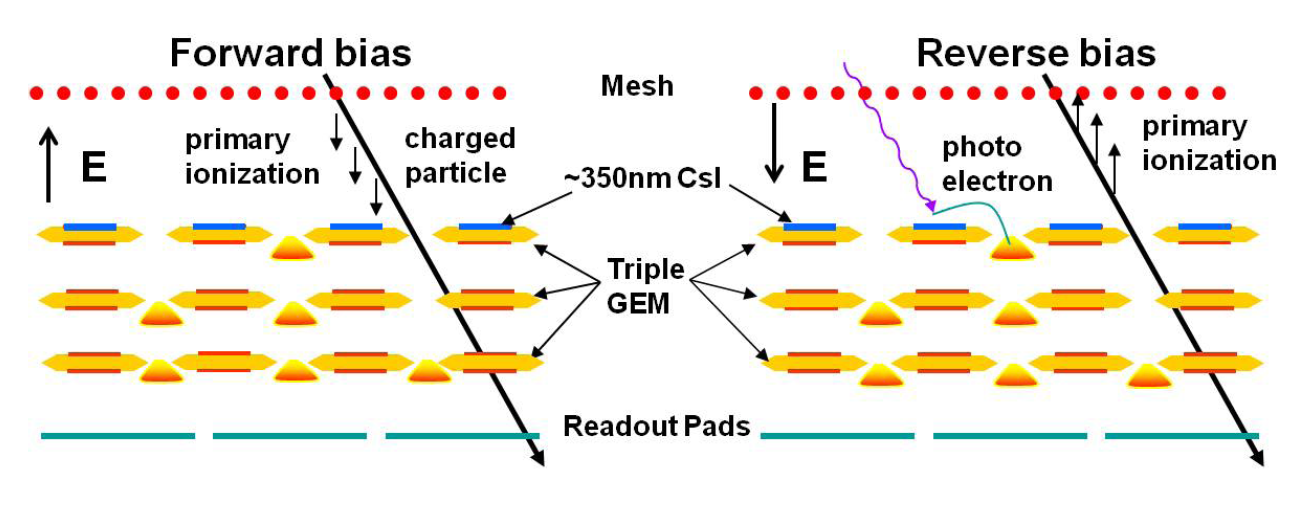 Forward bias
Reverse bias
Mesh
primary
ionization
charged
particle
E
~350nm CsI
E
photo
electron
primary
ionization
Triple
GEM
Readout Pads